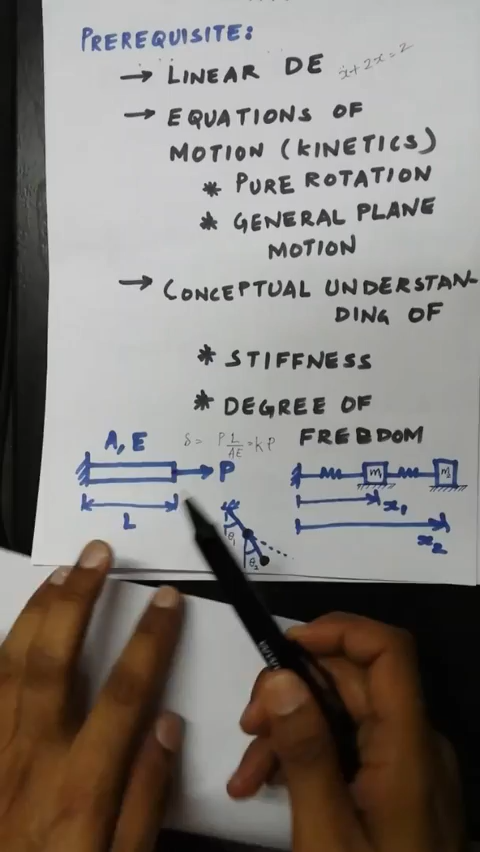 PREREQUISITE:
→ LINEAR DE ẋ+2x=2
→ EQUATIONS OF
MOTION (KINETICS)
* PURE ROTATION
* GENERAL PLANE
MOTION
→ CONCEPTUAL UNDERSTAN-
DING OF
* STIFFNESS
* DEGREE OF
FREEDOM
A, E
δ = PL/AE = kP
P
L
θ₁
θ₂
m
m
x₁
x₂